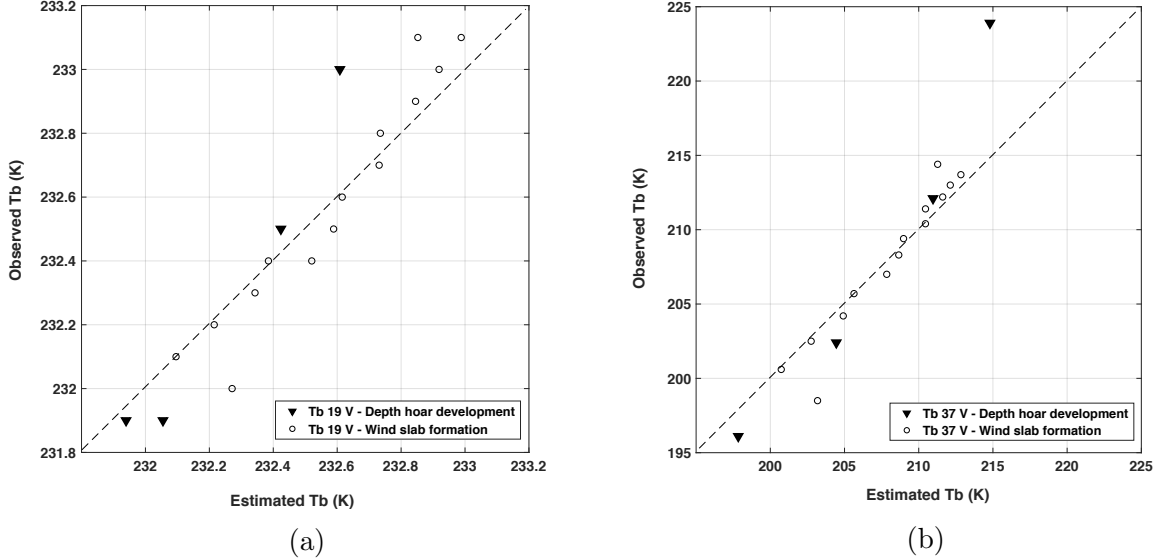 233.2
233
232.8
232.6
232.4
232.2
232
231.8
Observed Tb (K)
232
232.2
232.4
232.6
232.8
233
233.2
Estimated Tb (K)
Tb 19 V - Depth hoar development
Tb 19 V - Wind slab formation
(a)
225
220
215
210
205
200
195
Observed Tb (K)
200
205
210
215
220
225
Estimated Tb (K)
Tb 37 V - Depth hoar development
Tb 37 V - Wind slab formation
(b)